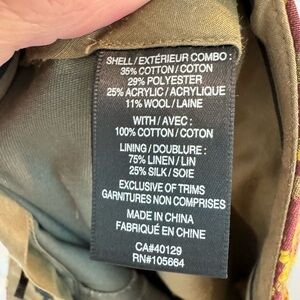 SHELL / EXTÉRIEUR COMBO :
35% COTTON / COTON
29% POLYESTER
25% ACRYLIC / ACRYLIQUE
11% WOOL / LAINE
WITH / AVEC :
100% COTTON / COTON
LINING / DOUBLURE :
75% LINEN / LIN
25% SILK / SOIE
EXCLUSIVE OF TRIMS
GARNITURES NON COMPRISES
MADE IN CHINA
FABRIQUÉ EN CHINE
CA#40129
RN#105664